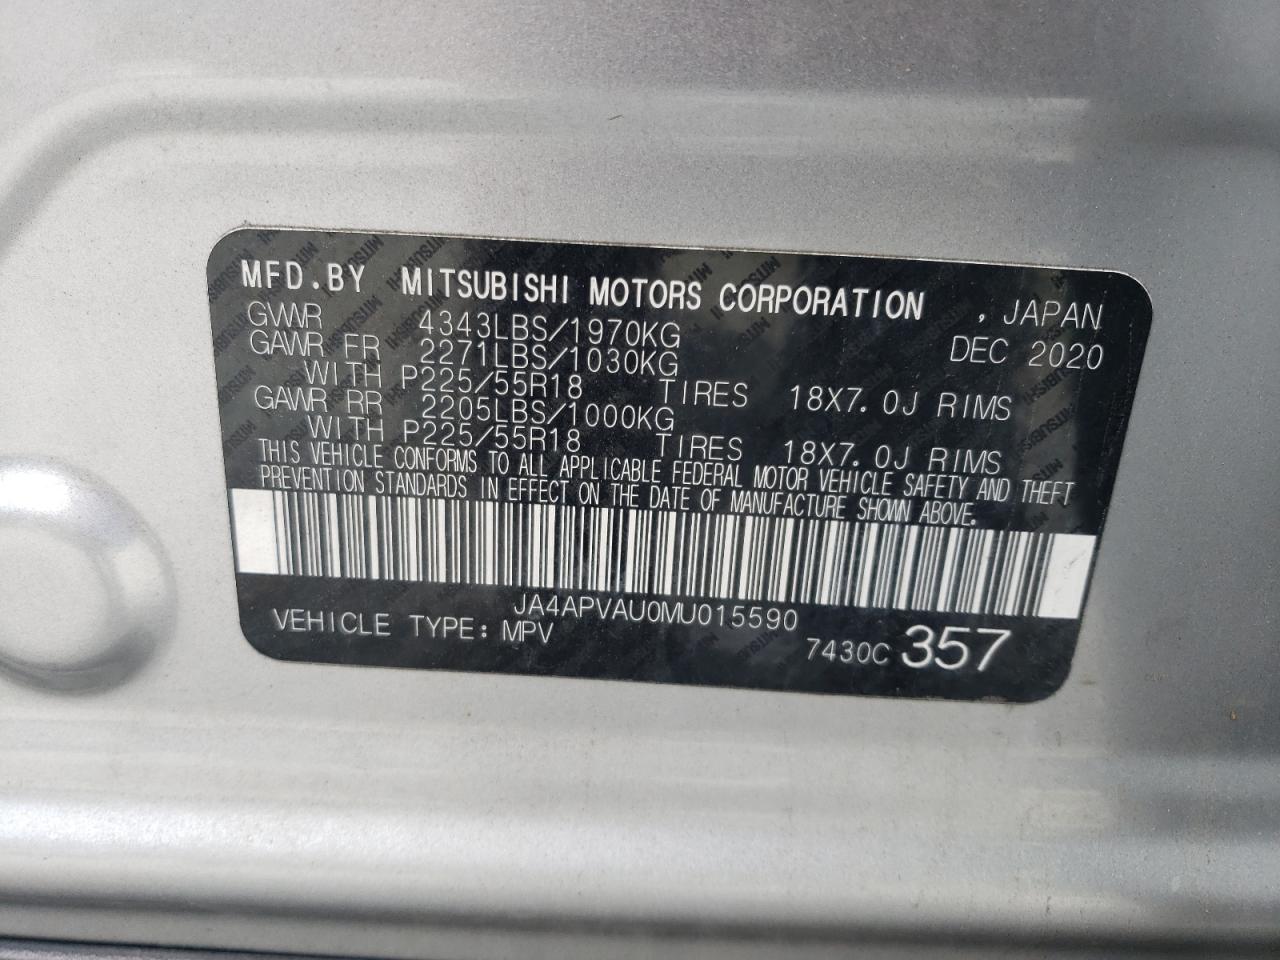 MFD.BY MITSUBISHI MOTORS CORPORATION , JAPAN
GVWR 4343LBS/1970KG DEC 2020
GAWR FR 2271LBS/1030KG
WITH P225/55R18 TIRES 18X7.0J RIMS
GAWR RR 2205LBS/1000KG
WITH P225/55R18 TIRES 18X7.0J RIMS
THIS VEHICLE CONFORMS TO ALL APPLICABLE FEDERAL MOTOR VEHICLE SAFETY AND THEFT
PREVENTION STANDARDS IN EFFECT ON THE DATE OF MANUFACTURE SHOWN ABOVE.
JA4APVAU0MU015590
VEHICLE TYPE: MPV 7430C 357